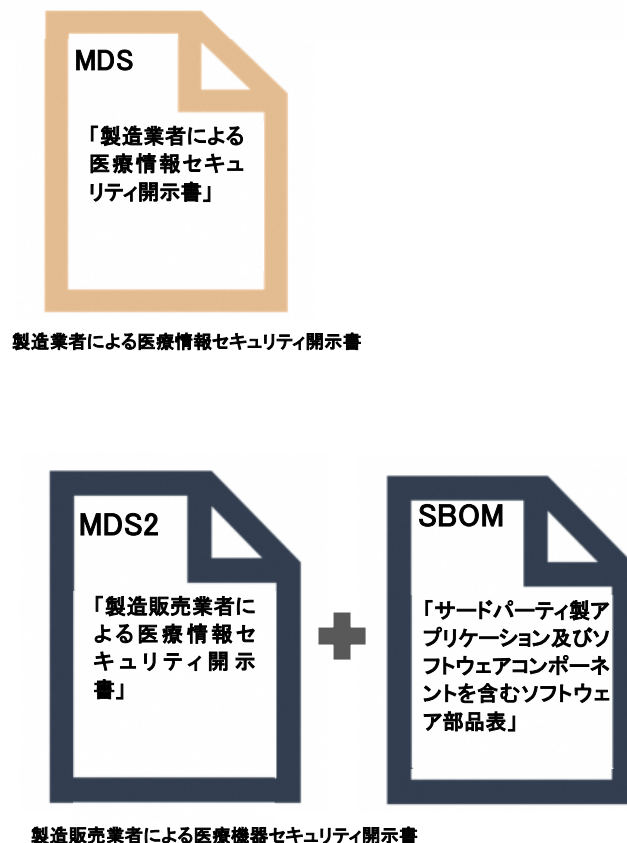 MDS
「製造業者による
医療情報セキュ
リティ開示書」
製造業者による医療情報セキュリティ開示書
MDS2
「製造販売業者に
よる医療情報セ
キュリティ開示
書」
SBOM
「サードパーティ製ア
プリケーション及びソ
フトウェアコンポーネ
ントを含むソフトウェ
ア部品表」
製造販売業者による医療機器セキュリティ開示書